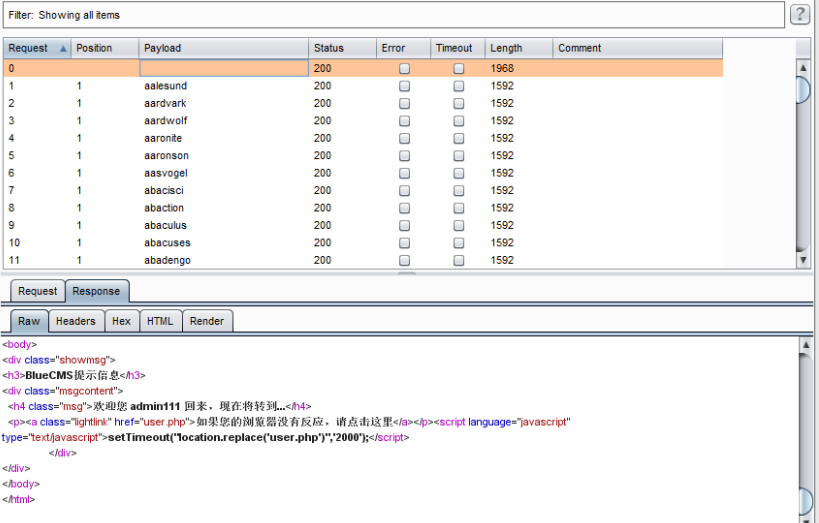 Filter: Showing all items
?
Request Position Payload Status Error Timeout Length Comment
0 200 1968
1 1 aalesund 200 1592
2 1 aardvark 200 1592
3 1 aardwolf 200 1592
4 1 aaronite 200 1592
5 1 aaronson 200 1592
6 1 aasvogel 200 1592
7 1 abacisci 200 1592
8 1 abaction 200 1592
9 1 abaculus 200 1592
10 1 abacuses 200 1592
11 1 abadengo 200 1592
Request Response
Raw Headers Hex HTML Render
<body>
<div class="showmsg">
<h3>BlueCMS提示信息</h3>
<div class="msgcontent">
<h4 class="msg">欢迎您 admin111 回来，现在将转到...</h4>
<p><a class="lightlink" href="user.php">如果您的浏览器没有反应，请点击这里</a></p><script language="javascript"
type="text/javascript">setTimeout("location.replace('user.php')",'2000');</script>
</div>
</div>
</body>
</html>